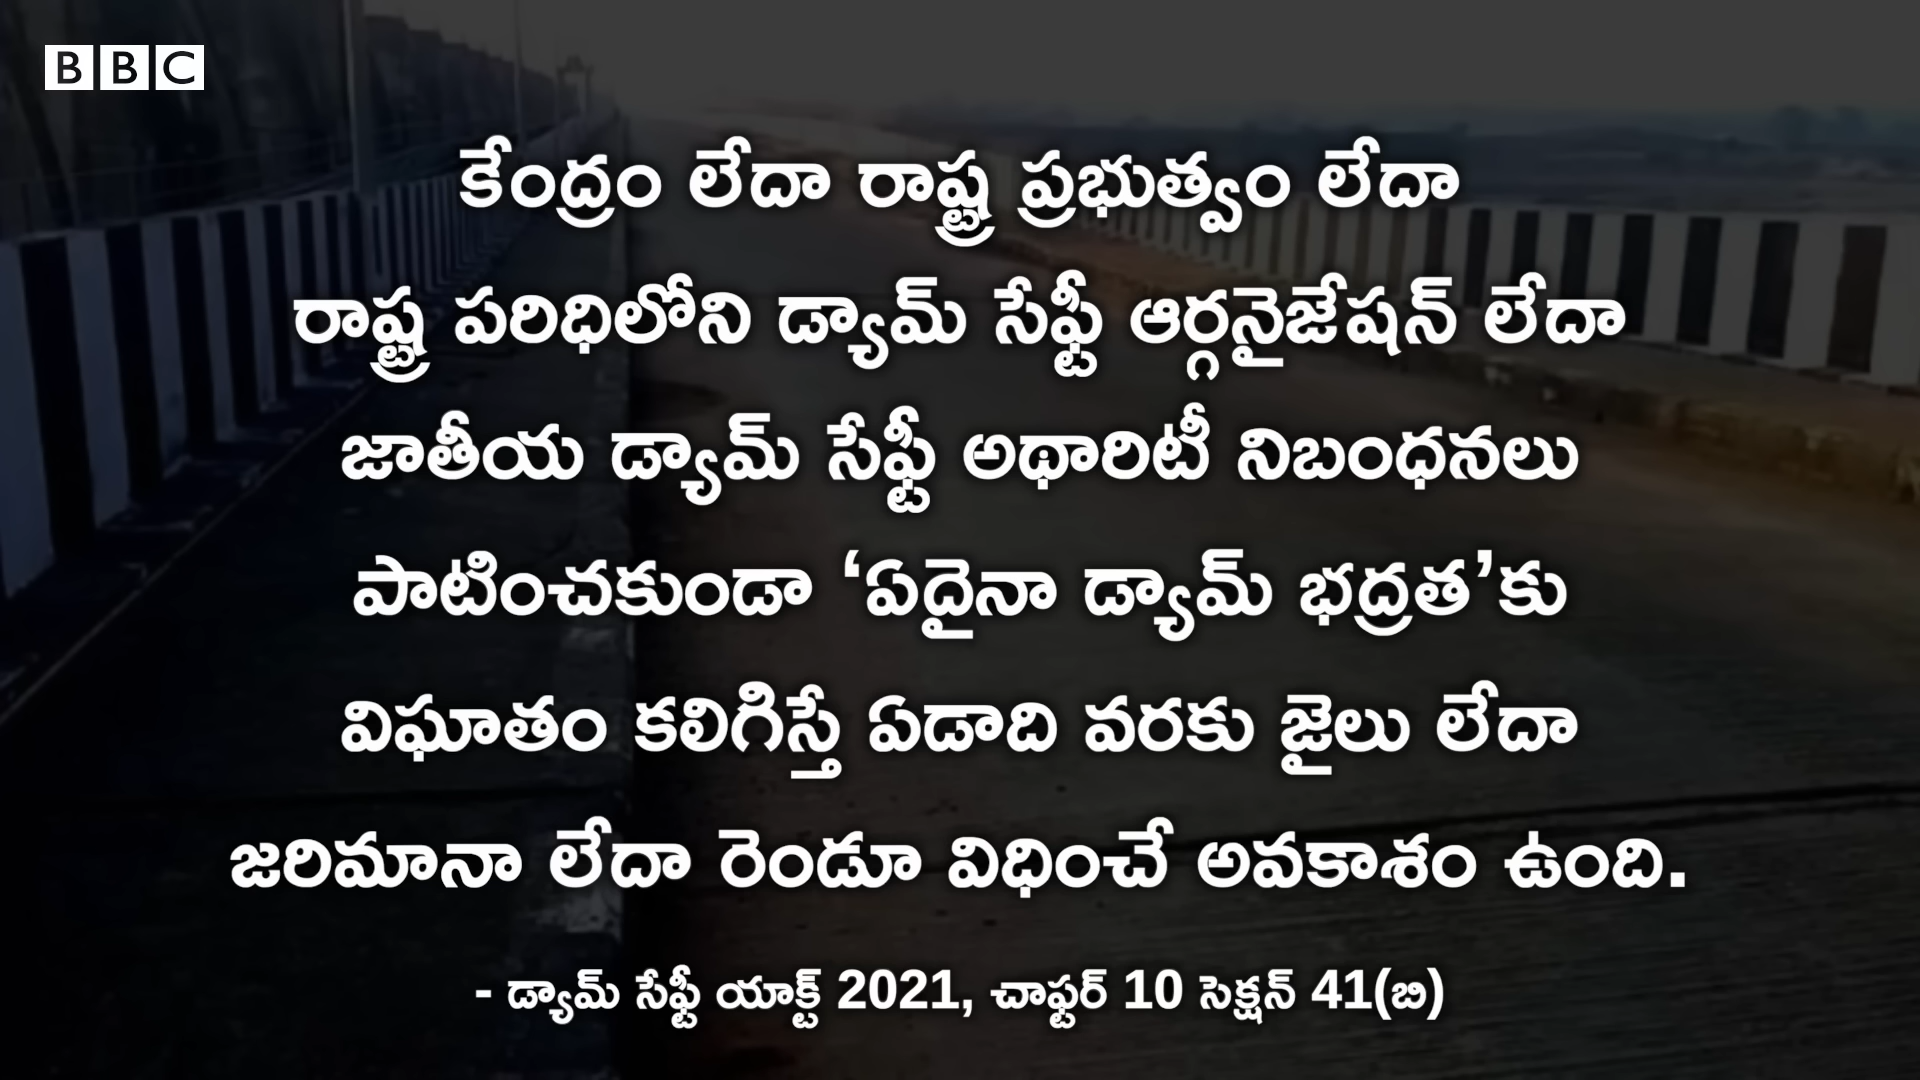 BBC
కేంద్రం లేదా రాష్ట్ర ప్రభుత్వం లేదా
రాష్ట్ర పరిధిలోని డ్యామ్ సేఫ్టీ ఆర్గనైజేషన్ లేదా
జాతీయ డ్యామ్ సేఫ్టీ అథారిటీ నిబంధనలు
పాటించకుండా ‘ఏదైనా డ్యామ్ భద్రత’కు
విఘాతం కలిగిస్తే ఏడాది వరకు జైలు లేదా
జరిమానా లేదా రెండూ విధించే అవకాశం ఉంది.
- డ్యామ్ సేఫ్టీ యాక్ట్ 2021, చాప్టర్ 10 సెక్షన్ 41(బి)